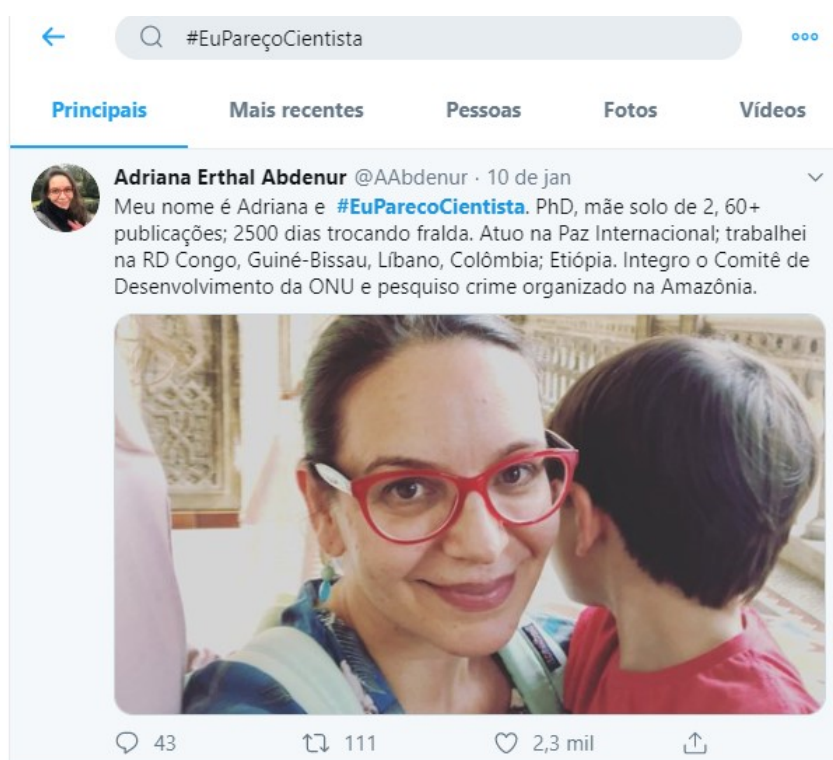 #EuPareçoCientista
Principais Mais recentes Pessoas Fotos Vídeos
Adriana Erthal Abdenur @AAbdenur · 10 de jan
Meu nome é Adriana e #EuParecoCientista. PhD, mãe solo de 2, 60+
publicações; 2500 dias trocando fralda. Atuo na Paz Internacional; trabalhei
na RD Congo, Guiné-Bissau, Líbano, Colômbia; Etiópia. Integro o Comitê de
Desenvolvimento da ONU e pesquiso crime organizado na Amazônia.
43 111 2,3 mil